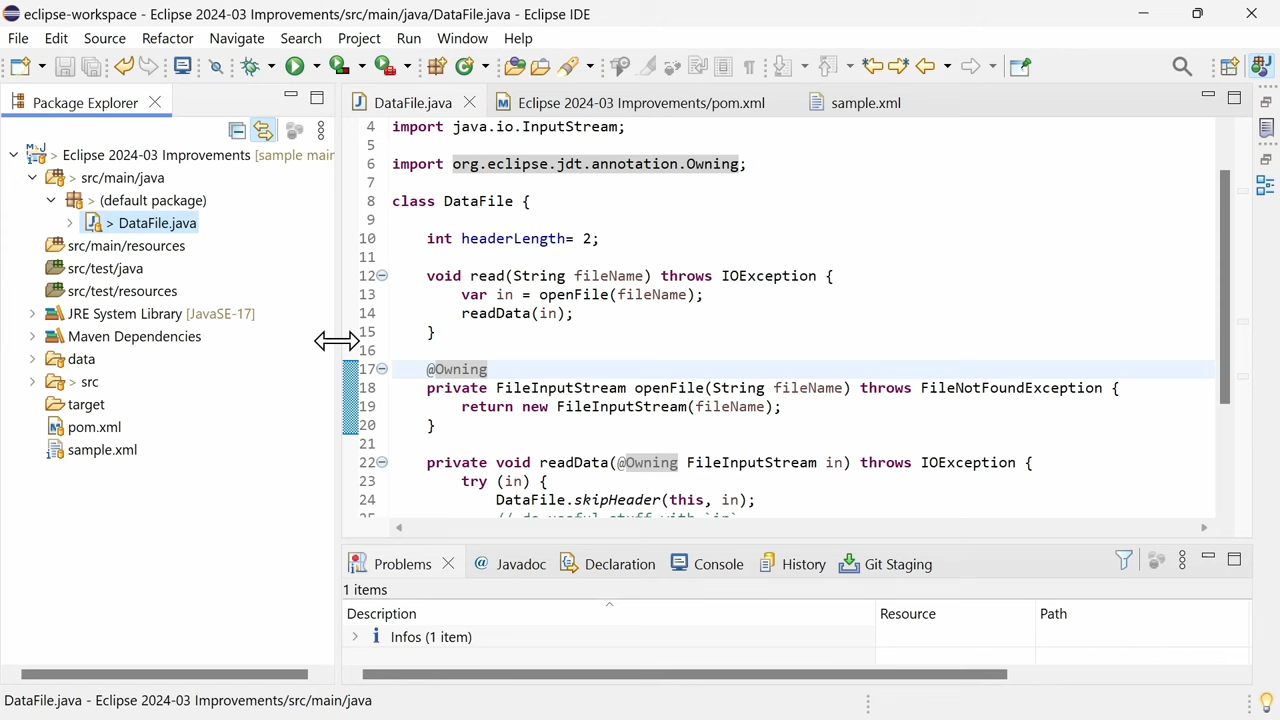 eclipse-workspace - Eclipse 2024-03 Improvements/src/main/java/DataFile.java - Eclipse IDE
File Edit Source Refactor Navigate Search Project Run Window Help
Package Explorer
> Eclipse 2024-03 Improvements [sample main
> src/main/java
> (default package)
> DataFile.java
src/main/resources
src/test/java
src/test/resources
JRE System Library [JavaSE-17]
Maven Dependencies
data
> src
target
pom.xml
sample.xml
DataFile.java Eclipse 2024-03 Improvements/pom.xml sample.xml
4 import java.io.InputStream;
5
6 import org.eclipse.jdt.annotation.Owning;
7
8 class DataFile {
9
10 int headerLength= 2;
11
12 void read(String fileName) throws IOException {
13 var in = openFile(fileName);
14 readData(in);
15 }
16
17 @Owning
18 private FileInputStream openFile(String fileName) throws FileNotFoundException {
19 return new FileInputStream(fileName);
20 }
21
22 private void readData(@Owning FileInputStream in) throws IOException {
23 try (in) {
24 DataFile.skipHeader(this, in);
25 // do useful stuff with `in`
Problems Javadoc Declaration Console History Git Staging
1 items
Description Resource Path
Infos (1 item)
DataFile.java - Eclipse 2024-03 Improvements/src/main/java